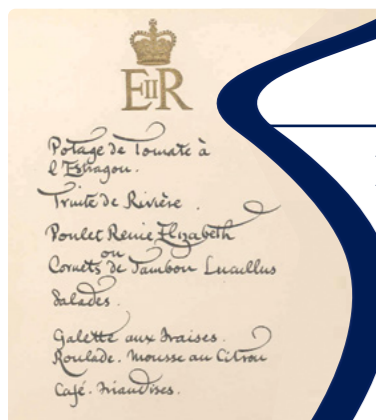 EIIR
Potage de Tomate à
l'Estragon.
Truite de Rivière.
Poulet Reine Elizabeth
ou
Cornets de Jambon Lucullus
Salades.
Galette aux Fraises.
Roulade. Mousse au Citron
Café. Friandises.